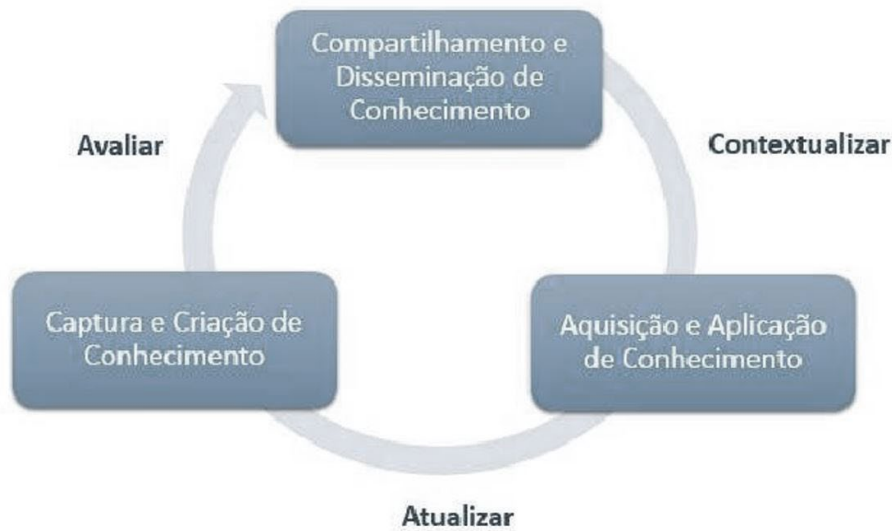 Compartilhamento e
Disseminação de
Conhecimento
Avaliar
Contextualizar
Captura e Criação de
Conhecimento
Aquisição e Aplicação
de Conhecimento
Atualizar